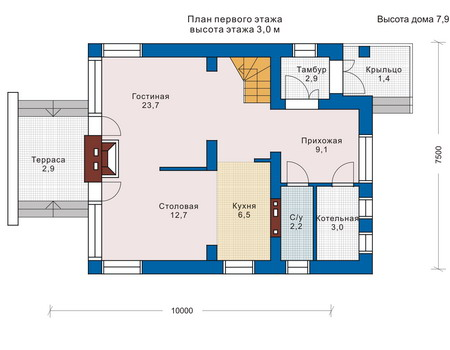 План первого этажа
высота этажа 3,0 м
Высота дома 7,9
Гостиная
23,7
Тамбур
2,9
Крыльцо
1,4
Прихожая
9,1
Терраса
2,9
Столовая
12,7
Кухня
6,5
С/у
2,2
Котельная
3,0
7500
10000